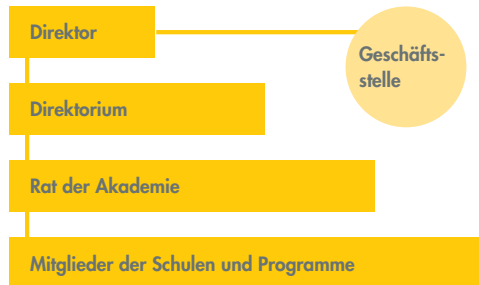 Direktor
Geschäfts-
stelle
Direktorium
Rat der Akademie
Mitglieder der Schulen und Programme